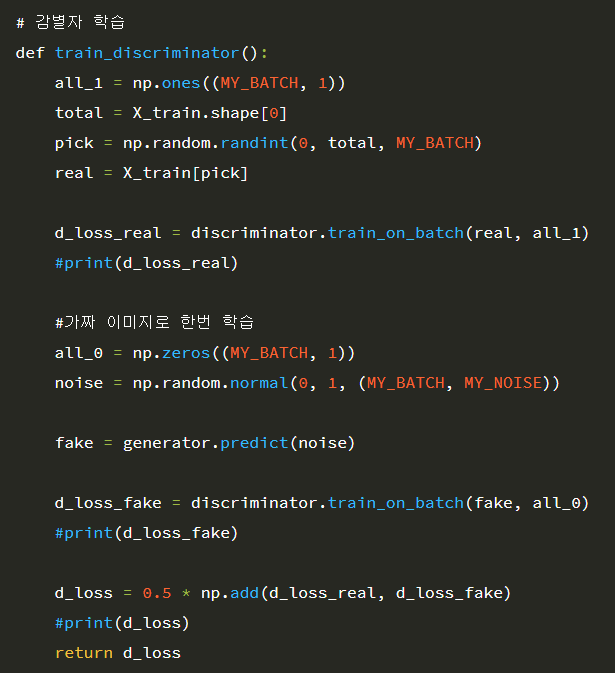 # 감별자 학습
def train_discriminator():
    all_1 = np.ones((MY_BATCH, 1))
    total = X_train.shape[0]
    pick = np.random.randint(0, total, MY_BATCH)
    real = X_train[pick]
    d_loss_real = discriminator.train_on_batch(real, all_1)
    #print(d_loss_real)
    #가짜 이미지로 한번 학습
    all_0 = np.zeros((MY_BATCH, 1))
    noise = np.random.normal(0, 1, (MY_BATCH, MY_NOISE))
    fake = generator.predict(noise)
    d_loss_fake = discriminator.train_on_batch(fake, all_0)
    #print(d_loss_fake)
    d_loss = 0.5 * np.add(d_loss_real, d_loss_fake)
    #print(d_loss)
    return d_loss